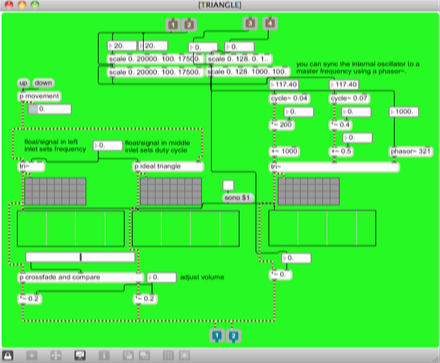 [TRIANGLE]
1 2 3 4
20. 20. 0. 0.
scale 0. 20000. 100. 17500. scale 0. 128. 0. 1.
scale 0. 20000. 100. 17500. scale 0. 128. 1000. 100.
you can sync the internal oscillator to a
master frequency using a phasor~.
up down
p movement
0.
117.40 117.40
cycle~ 0.04 cycle~ 0.07
0. 0. 1000.
*~ 200 *~ 0.4
0.
+~ 1000 +~ 0.5 phasor~ 321
float/signal in left
inlet sets frequency
0.
float/signal in middle
inlet sets duty cycle
tri~ p ideal triangle tri~
sono $1
0.
p crossfade and compare 0. adjust volume
*~ 0.
*~ 0.2 *~ 0.2
1 2